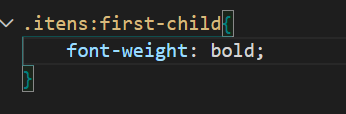 .itens:first-child{
    font-weight: bold;
}